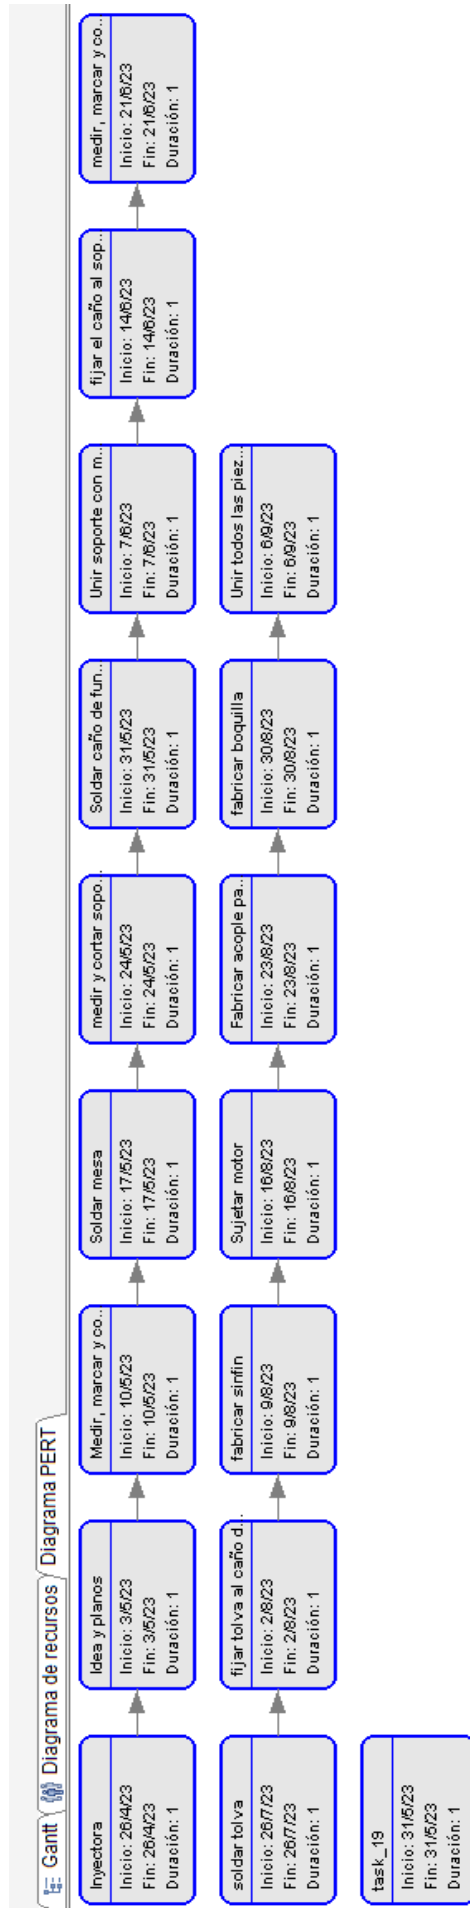 Gantt
Diagrama de recursos
Diagrama PERT
Inyectora
Inicio: 26/4/23
Fin: 26/4/23
Duración: 1
Idea y planos
Inicio: 3/5/23
Fin: 3/5/23
Duración: 1
Medir, marcar y co..
Inicio: 10/5/23
Fin: 10/5/23
Duración: 1
Soldar mesa
Inicio: 17/5/23
Fin: 17/5/23
Duración: 1
medir y cortar sopo...
Inicio: 24/5/23
Fin: 24/5/23
Duración: 1
Soldar caño de fun..
Inicio: 31/5/23
Fin: 31/5/23
Duración: 1
Unir soporte con m..
Inicio: 7/6/23
Fin: 7/6/23
Duración: 1
fijar el caño al sop...
Inicio: 14/6/23
Fin: 14/6/23
Duración: 1
medir, marcar y co...
Inicio: 21/6/23
Fin: 21/6/23
Duración: 1
soldar tolva
Inicio: 26/7/23
Fin: 26/7/23
Duración: 1
fijar tolva al caño d...
Inicio: 2/8/23
Fin: 2/8/23
Duración: 1
fabricar sinfin
Inicio: 9/8/23
Fin: 9/8/23
Duración: 1
Sujetar motor
Inicio: 16/8/23
Fin: 16/8/23
Duración: 1
Fabricar acople pa...
Inicio: 23/8/23
Fin: 23/8/23
Duración: 1
fabricar boquilla
Inicio: 30/8/23
Fin: 30/8/23
Duración: 1
Unir todos las piez...
Inicio: 6/9/23
Fin: 6/9/23
Duración: 1
task_19
Inicio: 31/5/23
Fin: 31/5/23
Duración: 1